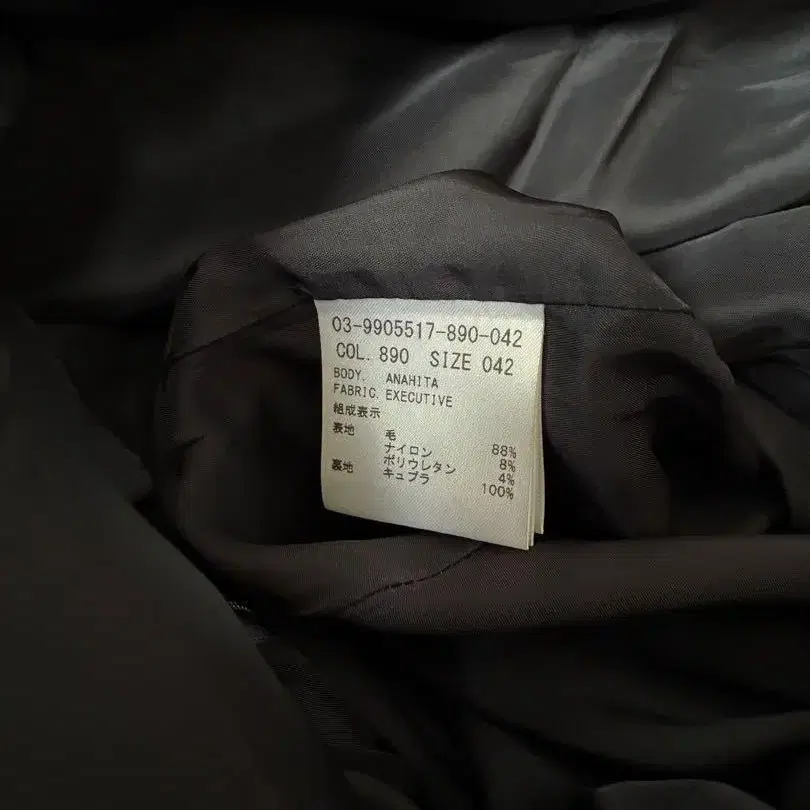 03-9905517-890-042
COL. 890 SIZE 042
BODY. ANAHITA
FABRIC. EXECUTIVE
組成表示
表地 毛 88%
ナイロン 8%
ポリウレタン 4%
裏地 キュプラ 100%